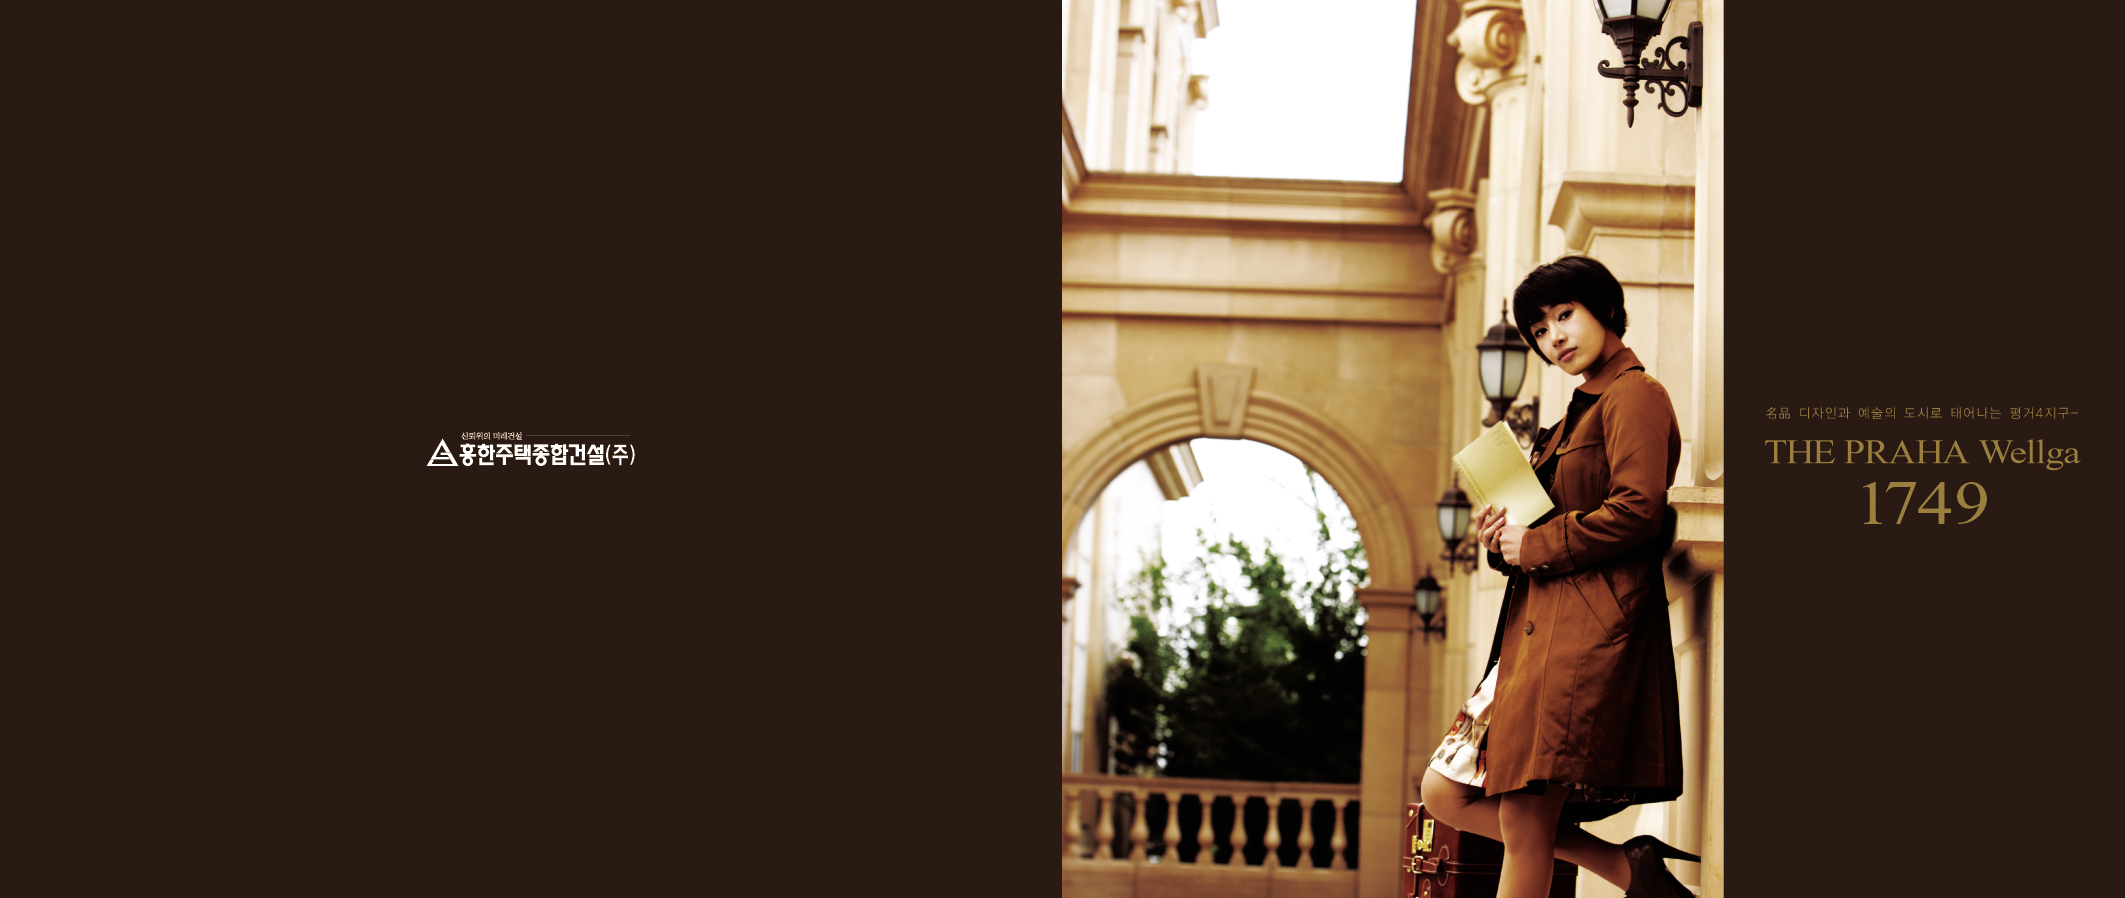 신뢰위의 미래건설
흥한주택종합건설(주)
名品 디자인과 예술의 도시로 태어나는 평거4지구-
THE PRAHA Wellga
1749